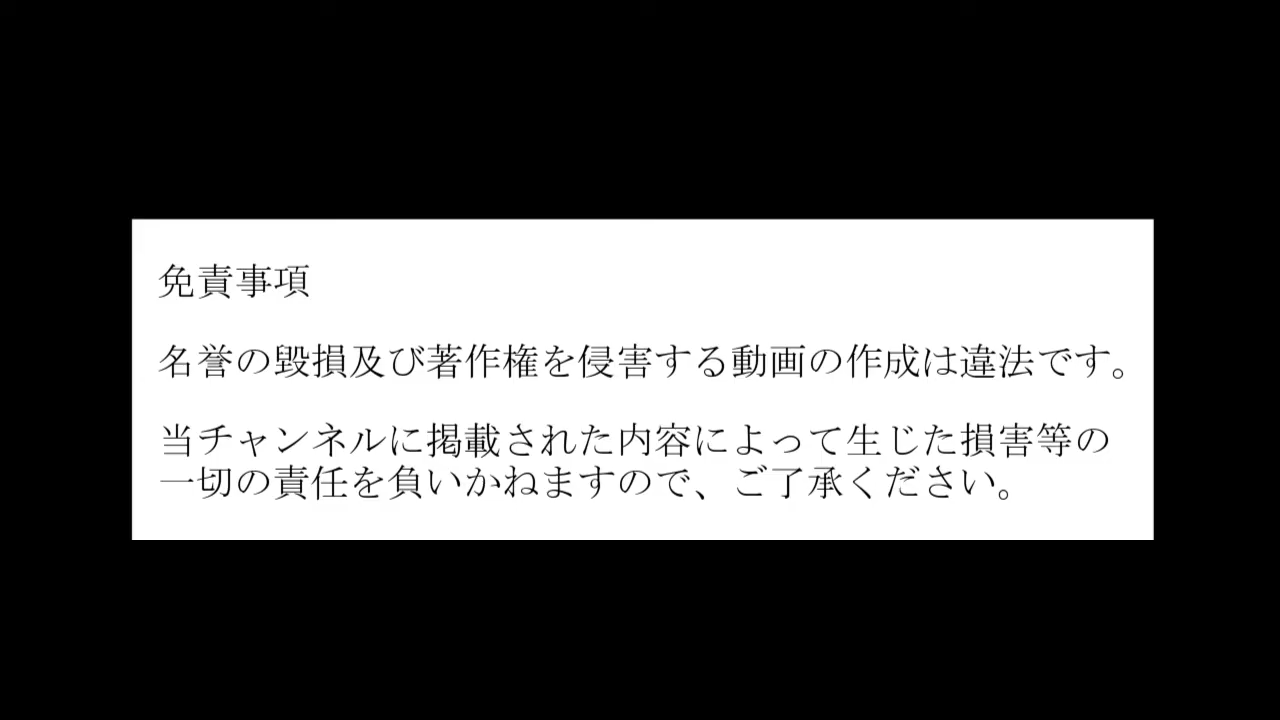 免責事項
名誉の毀損及び著作権を侵害する動画の作成は違法です。
当チャンネルに掲載された内容によって生じた損害等の
一切の責任を負いかねますので、ご了承ください。